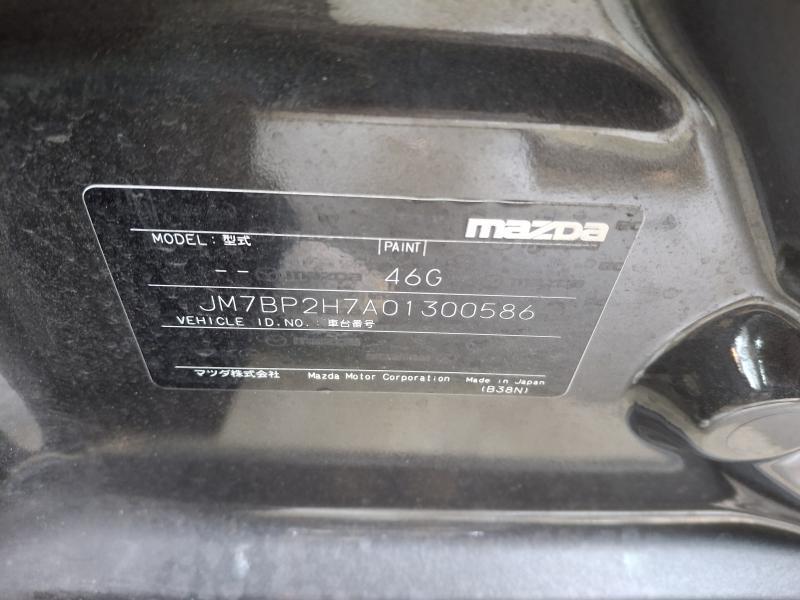 mazda
MODEL : 型式
PAINT
-- 46G
JM7BP2H7A01300586
VEHICLE ID.NO. : 車台番号
マツダ株式会社 Mazda Motor Corporation Made in Japan
(B38N)